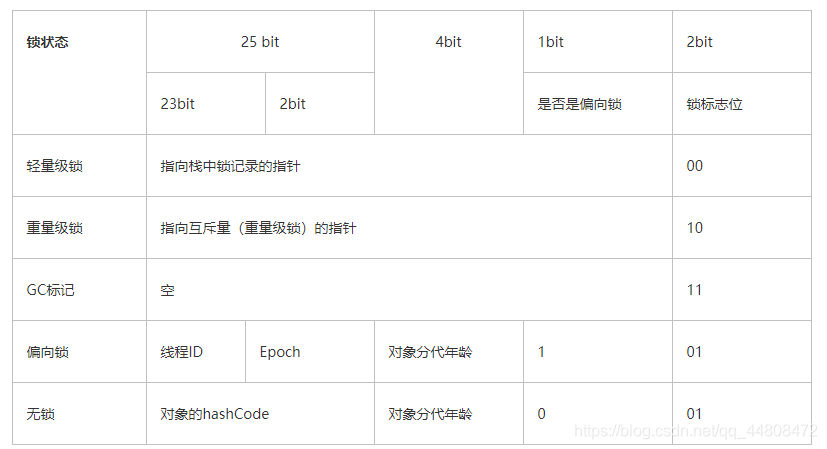 锁状态 25 bit 4bit 1bit 2bit
23bit 2bit 是否是偏向锁 锁标志位
轻量级锁 指向栈中锁记录的指针 00
重量级锁 指向互斥量（重量级锁）的指针 10
GC标记 空 11
偏向锁 线程ID Epoch 对象分代年龄 1 01
无锁 对象的hashCode 对象分代年龄 0 01
https://blog.csdn.net/qq_44808472